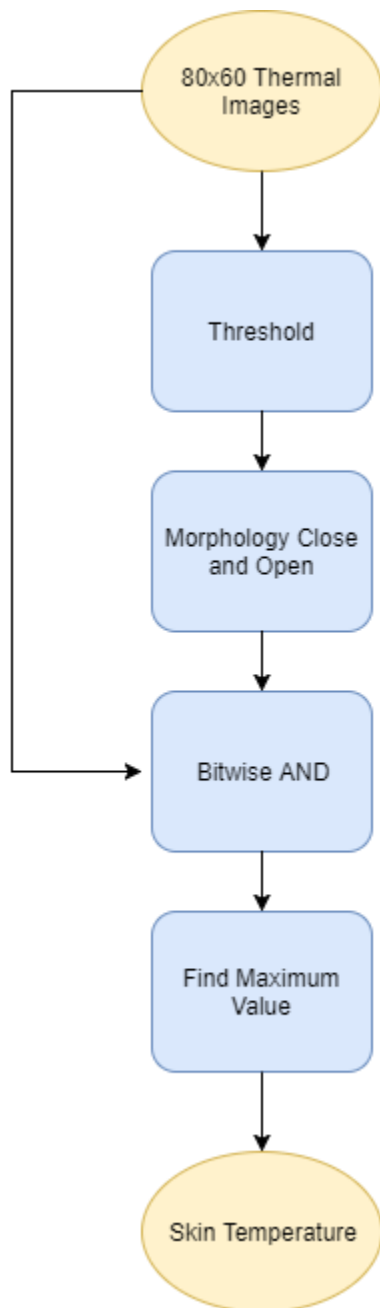 80x60 Thermal
Images
Threshold
Morphology Close
and Open
Bitwise AND
Find Maximum
Value
Skin Temperature